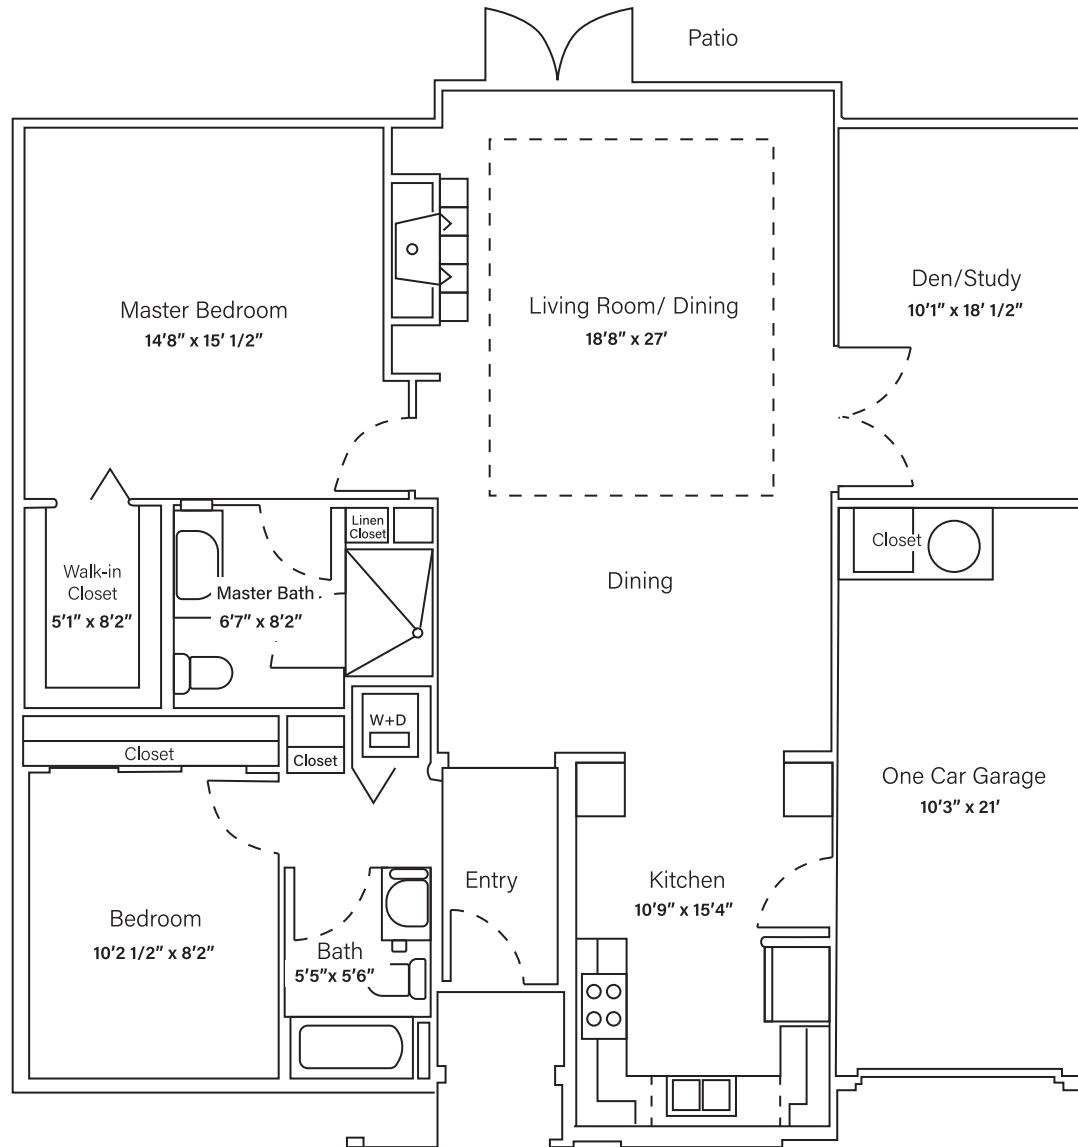 Patio
Master Bedroom
14'8" x 15' 1/2"
Living Room/ Dining
18'8" x 27'
Den/Study
10'1" x 18' 1/2"
Linen
Closet
Closet
Walk-in
Closet
5'1" x 8'2"
Master Bath
6'7" x 8'2"
Dining
W+D
Closet
Closet
One Car Garage
10'3" x 21'
Entry
Kitchen
10'9" x 15'4"
Bedroom
10'2 1/2" x 8'2"
Bath
5'5"x 5'6"